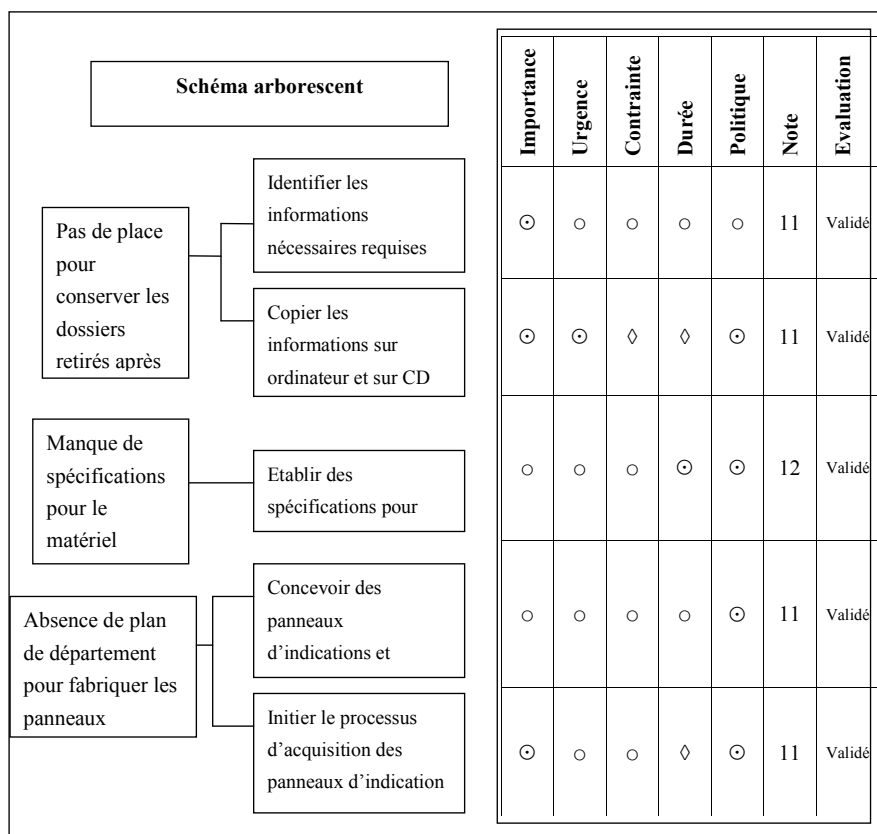 Schéma arborescent
Importance
Urgence
Contrainte
Durée
Politique
Note
Evaluation
Pas de place
pour
conserver les
dossiers
retirés après
Identifier les
informations
nécessaires requises
⊙ ○ ○ ○ ○ 11 Validé
Copier les
informations sur
ordinateur et sur CD
⊙ ⊙ ◊ ◊ ⊙ 11 Validé
Manque de
spécifications
pour le
matériel
Etablir des
spécifications pour
○ ○ ○ ⊙ ⊙ 12 Validé
Absence de plan
de département
pour fabriquer les
panneaux
Concevoir des
panneaux
d’indications et
○ ○ ○ ○ ⊙ 11 Validé
Initier le processus
d’acquisition des
panneaux d’indication
⊙ ○ ○ ◊ ⊙ 11 Validé